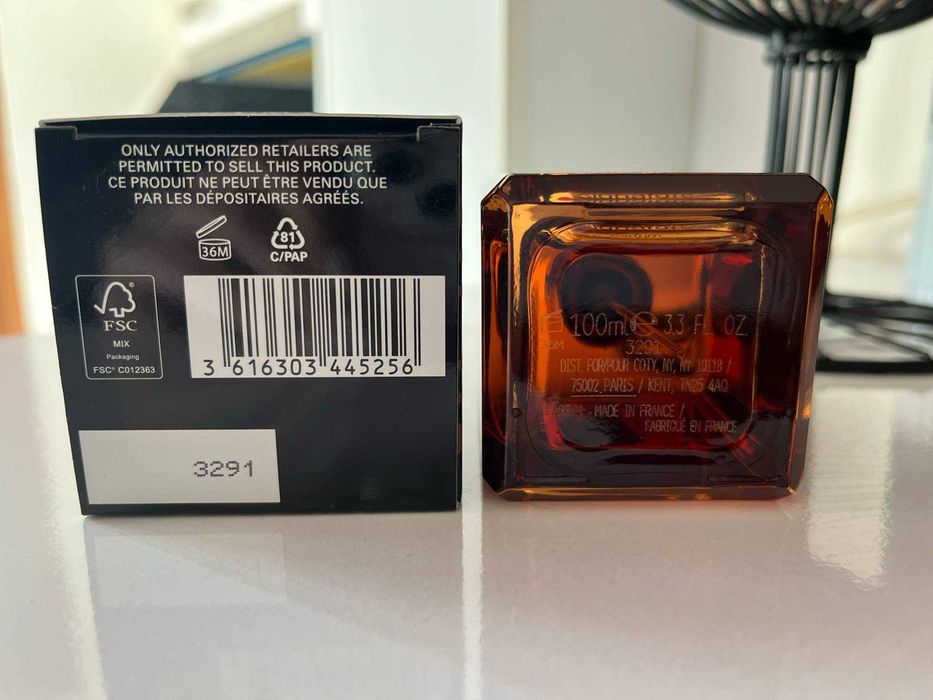 ONLY AUTHORIZED RETAILERS ARE
PERMITTED TO SELL THIS PRODUCT.
CE PRODUIT NE PEUT ÊTRE VENDU QUE
PAR LES DÉPOSITAIRES AGRÉÉS.
36M
81
C/PAP
FSC
MIX
Packaging
FSC® C012363
3 616303 445256
3291
100ml e 3.3 FL. OZ.
36M
3291
DIST. FOR/POUR COTY, NY, NY 10118 /
75002 PARIS / KENT, TN25 4AQ
- MADE IN FRANCE /
FABRIQUÉ EN FRANCE